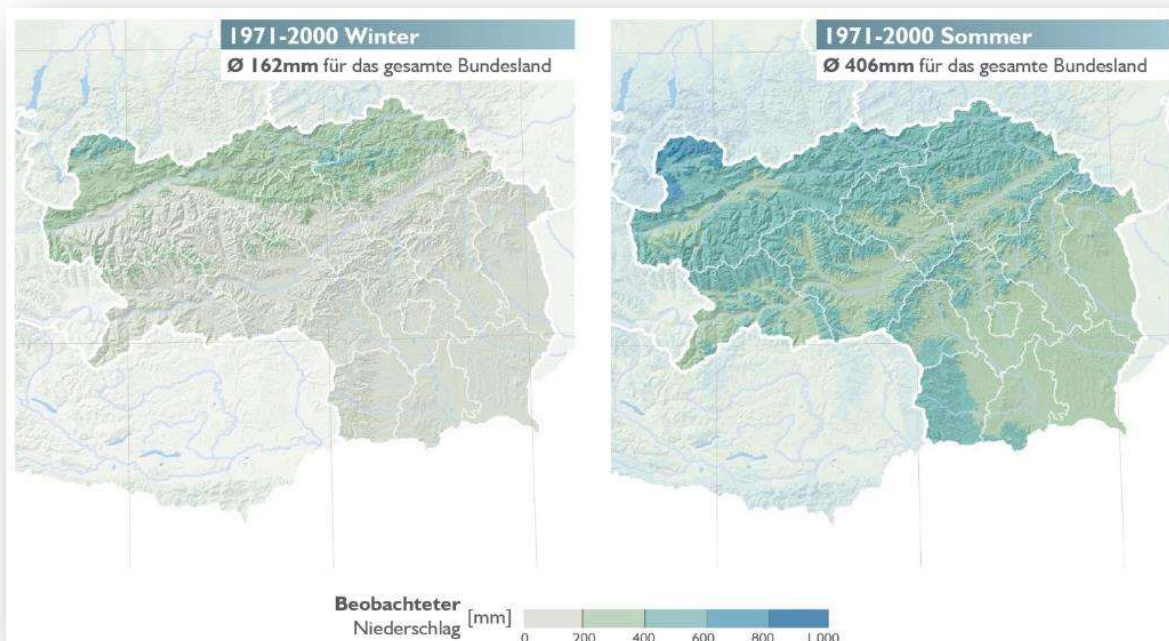 1971-2000 Winter
Ø 162mm für das gesamte Bundesland
1971-2000 Sommer
Ø 406mm für das gesamte Bundesland
Beobachteter
Niederschlag
[mm]
0 200 400 600 800 1.000